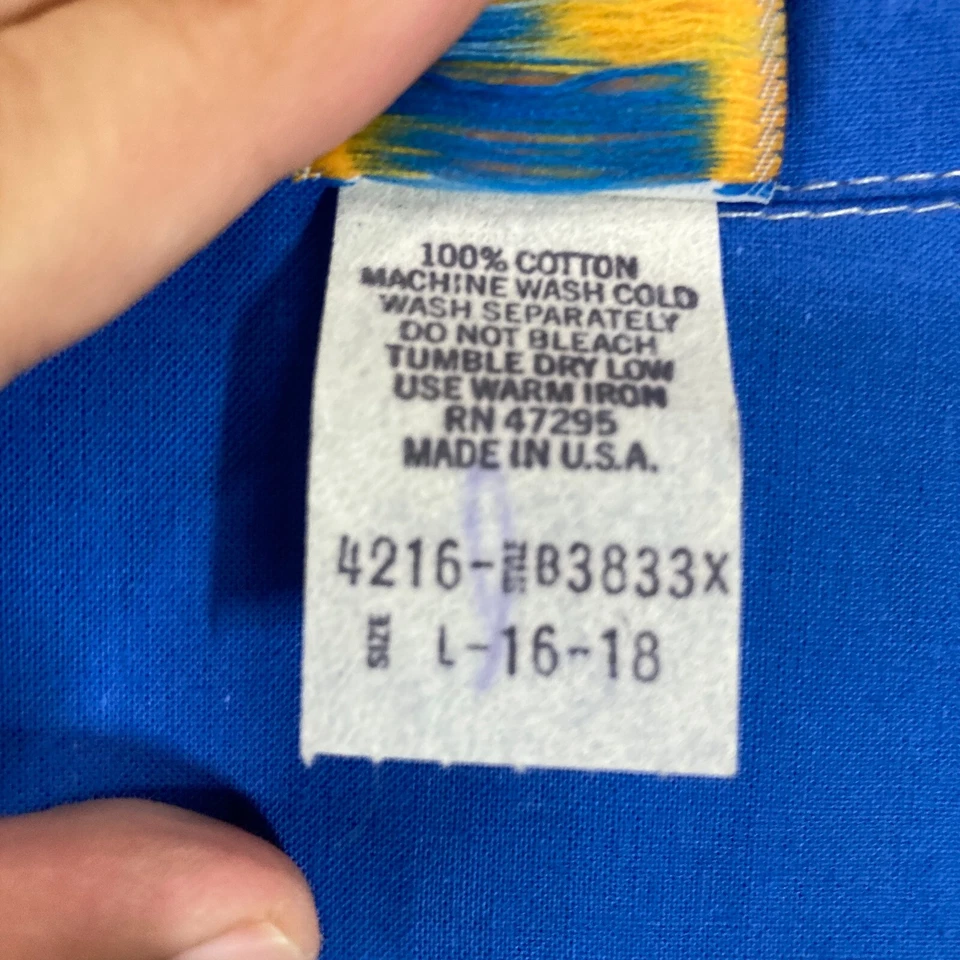 100% COTTON
MACHINE WASH COLD
WASH SEPARATELY
DO NOT BLEACH
TUMBLE DRY LOW
USE WARM IRON
RN 47295
MADE IN U.S.A.
4216- STYLE B3833X
SIZE L-16-18